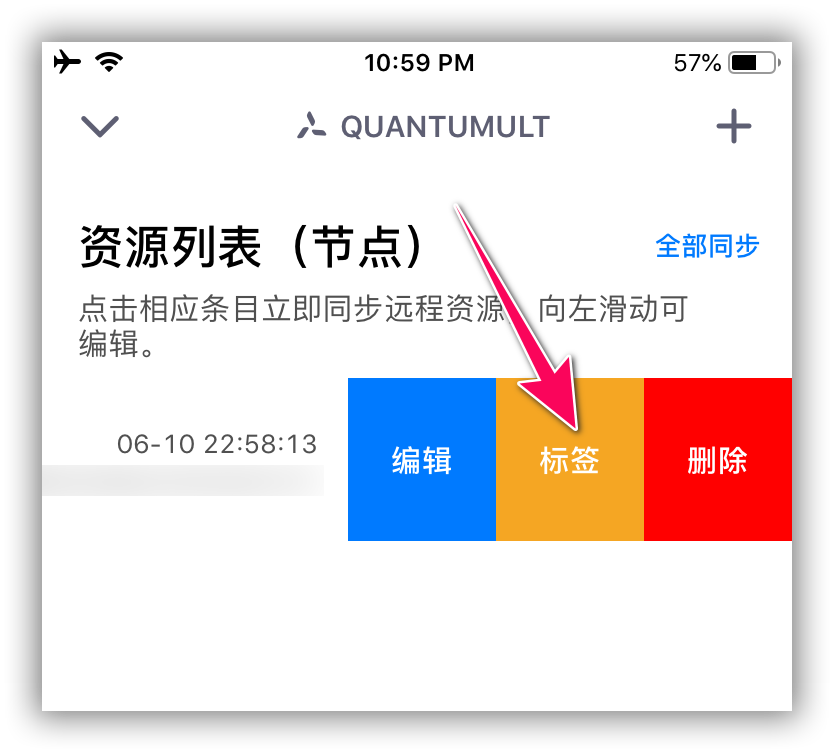 10:59 PM
57%
QUANTUMULT
资源列表（节点）
全部同步
点击相应条目立即同步远程资源 向左滑动可
编辑。
06-10 22:58:13
编辑
标签
删除